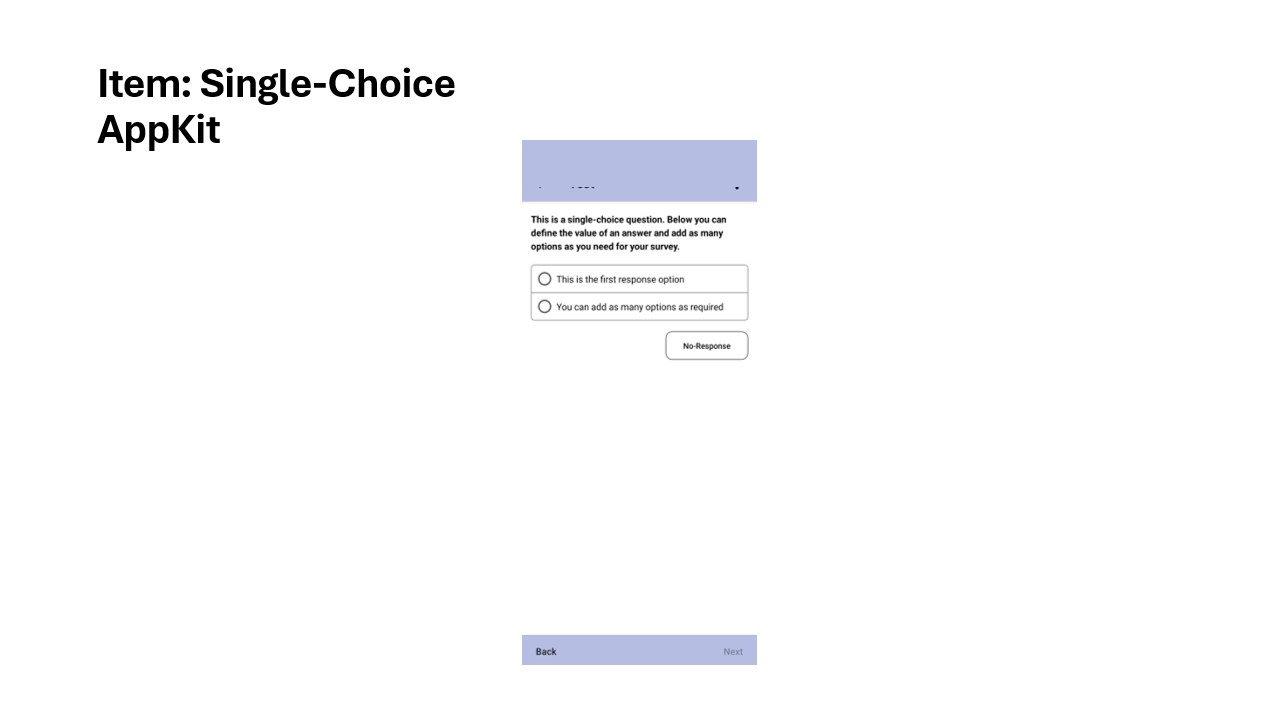 Item: Single-Choice
AppKit
This is a single-choice question. Below you can
define the value of an answer and add as many
options as you need for your survey.
This is the first response option
You can add as many options as required
No-Response
Back
Next